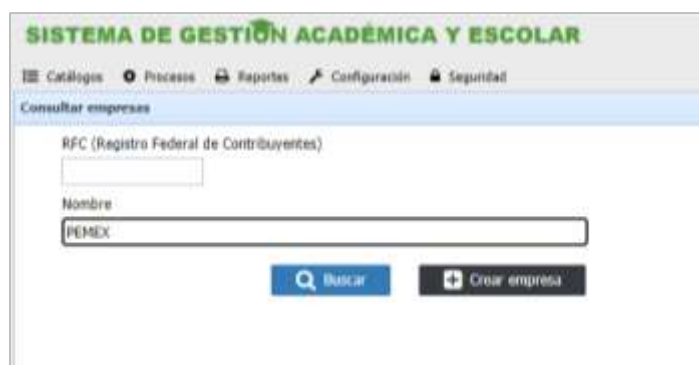 SISTEMA DE GESTIÓN ACADÉMICA Y ESCOLAR
Catálogos Procesos Reportes Configuración Seguridad
Consultar empresas
RFC (Registro Federal de Contribuyentes)
Nombre
PEMEX
Buscar Crear empresa